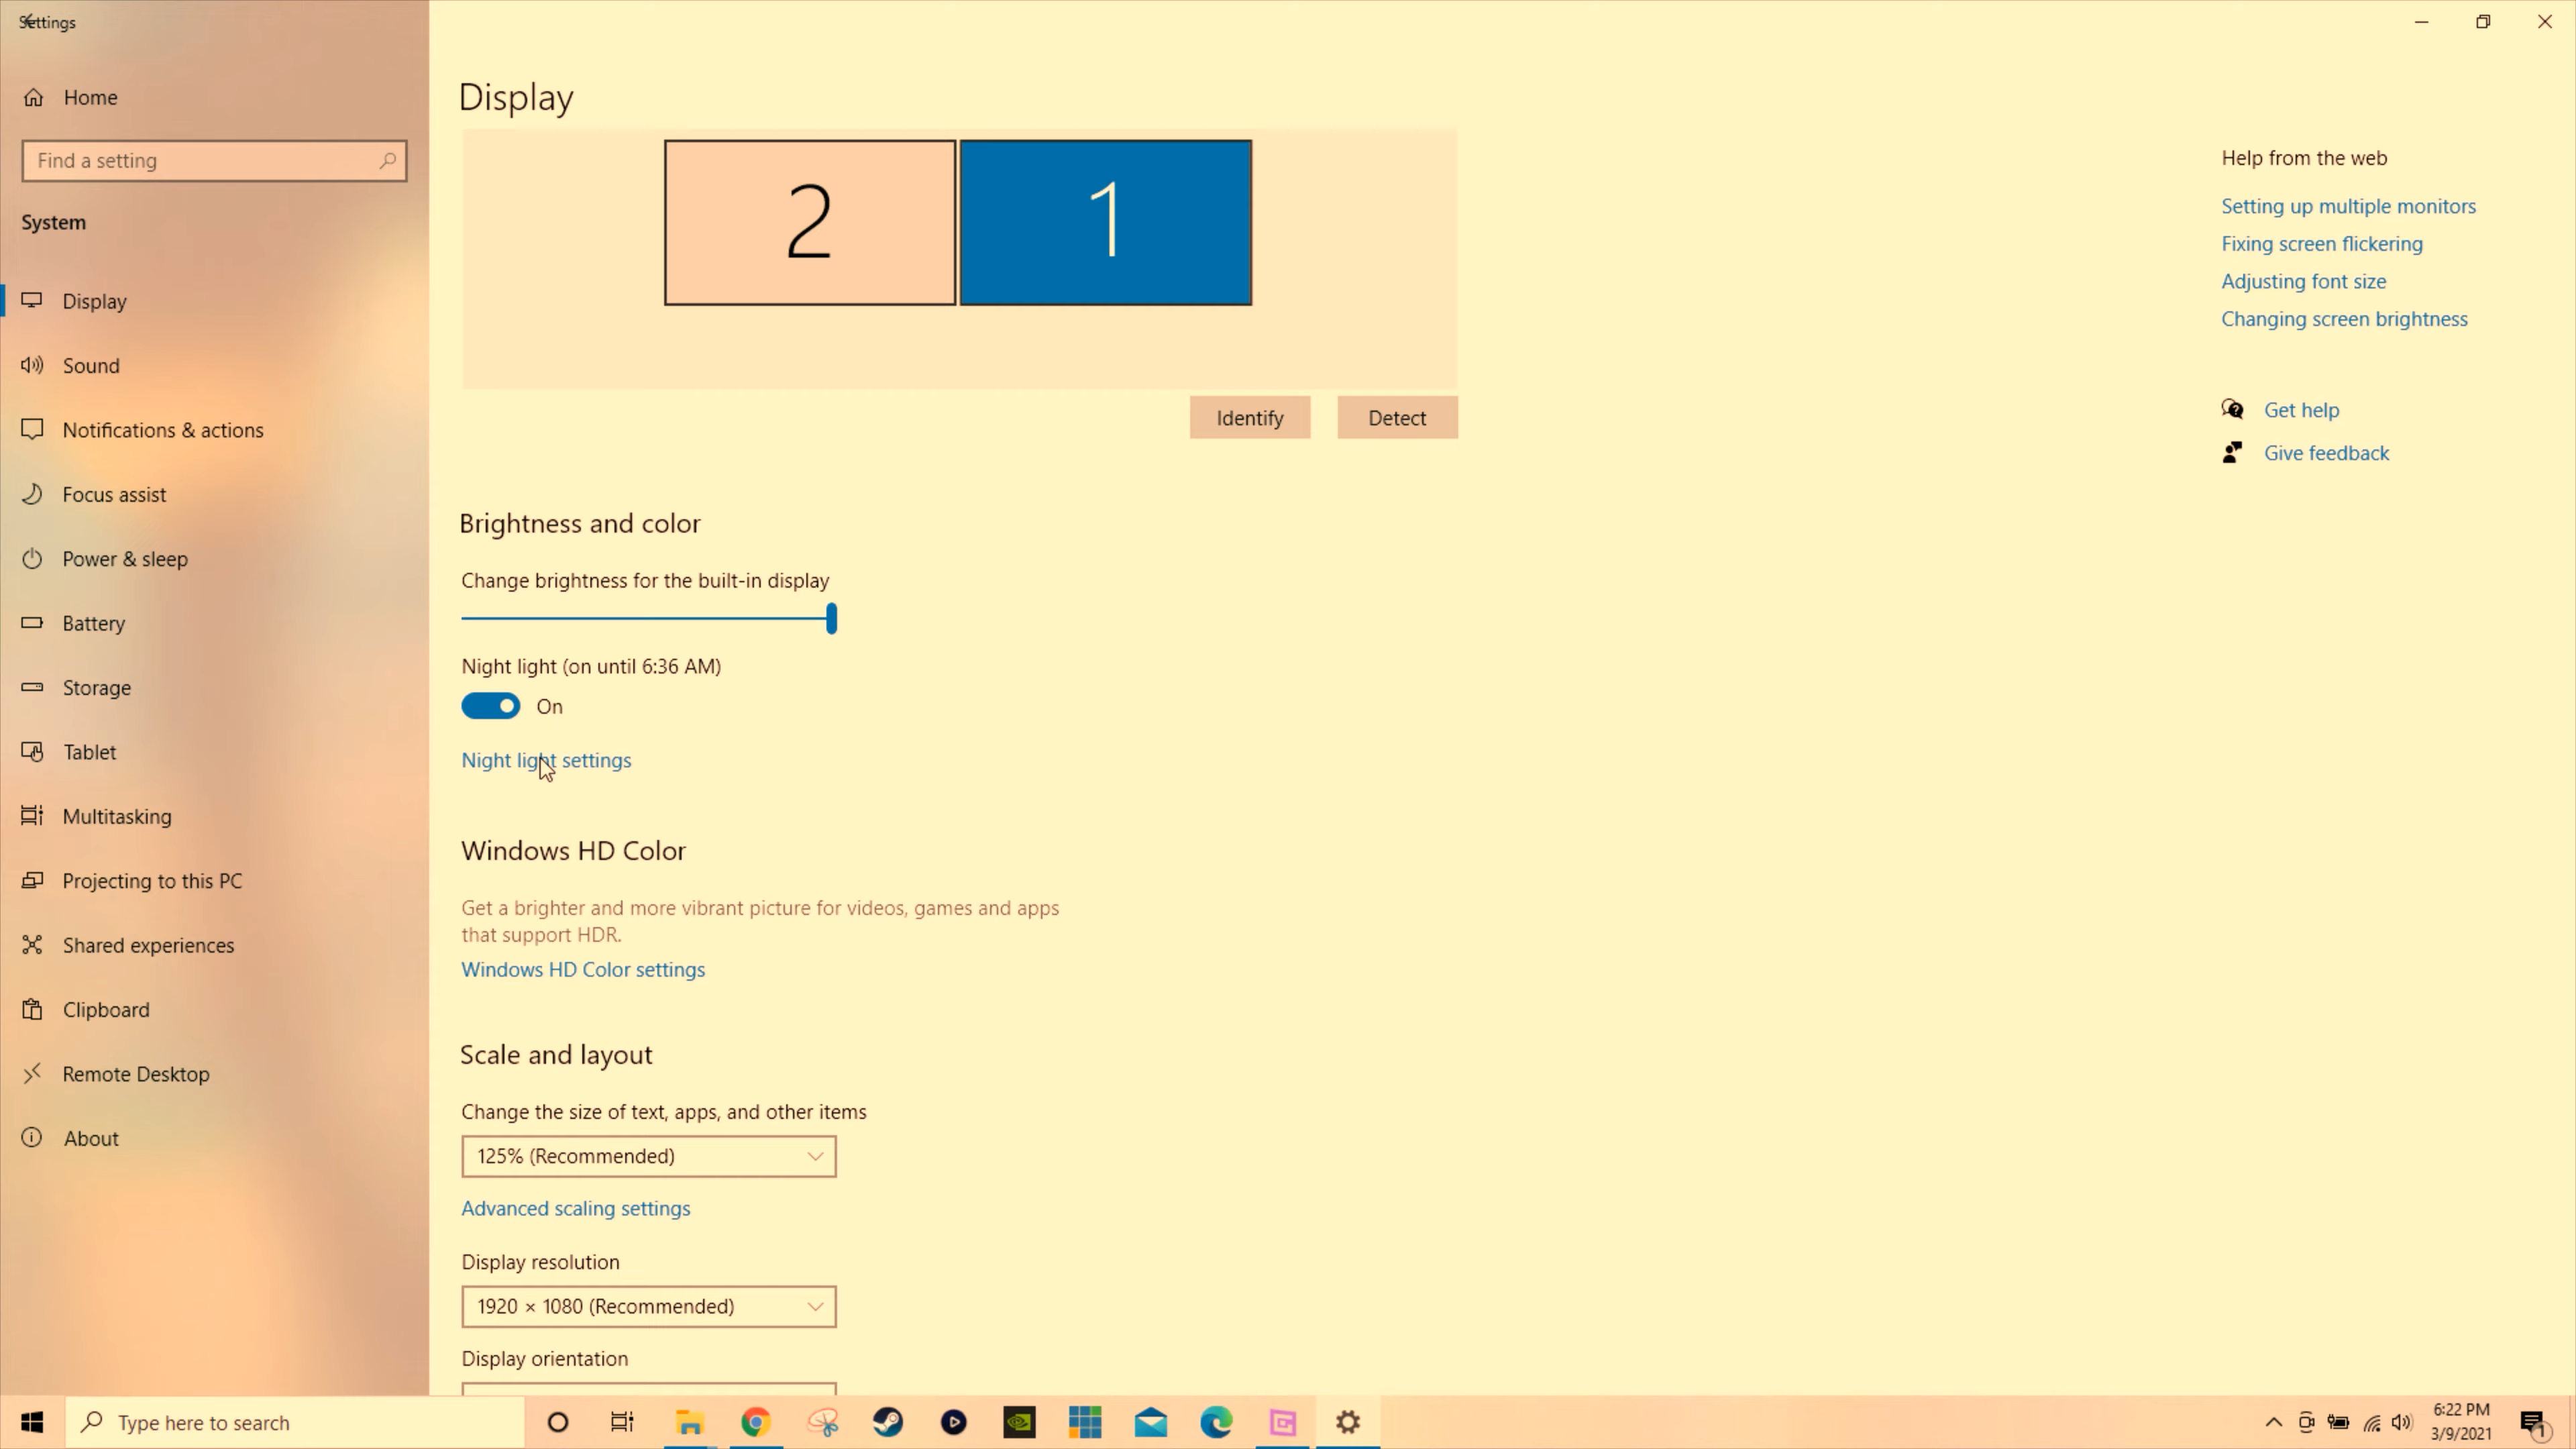 Settings
Home
Find a setting
System
Display
Sound
Notifications & actions
Focus assist
Power & sleep
Battery
Storage
Tablet
Multitasking
Projecting to this PC
Shared experiences
Clipboard
Remote Desktop
About
Display
2
1
Identify
Detect
Brightness and color
Change brightness for the built-in display
Night light (on until 6:36 AM)
On
Night light settings
Windows HD Color
Get a brighter and more vibrant picture for videos, games and apps
that support HDR.
Windows HD Color settings
Scale and layout
Change the size of text, apps, and other items
125% (Recommended)
Advanced scaling settings
Display resolution
1920 × 1080 (Recommended)
Display orientation
Help from the web
Setting up multiple monitors
Fixing screen flickering
Adjusting font size
Changing screen brightness
Get help
Give feedback
Type here to search
6:22 PM
3/9/2021
1